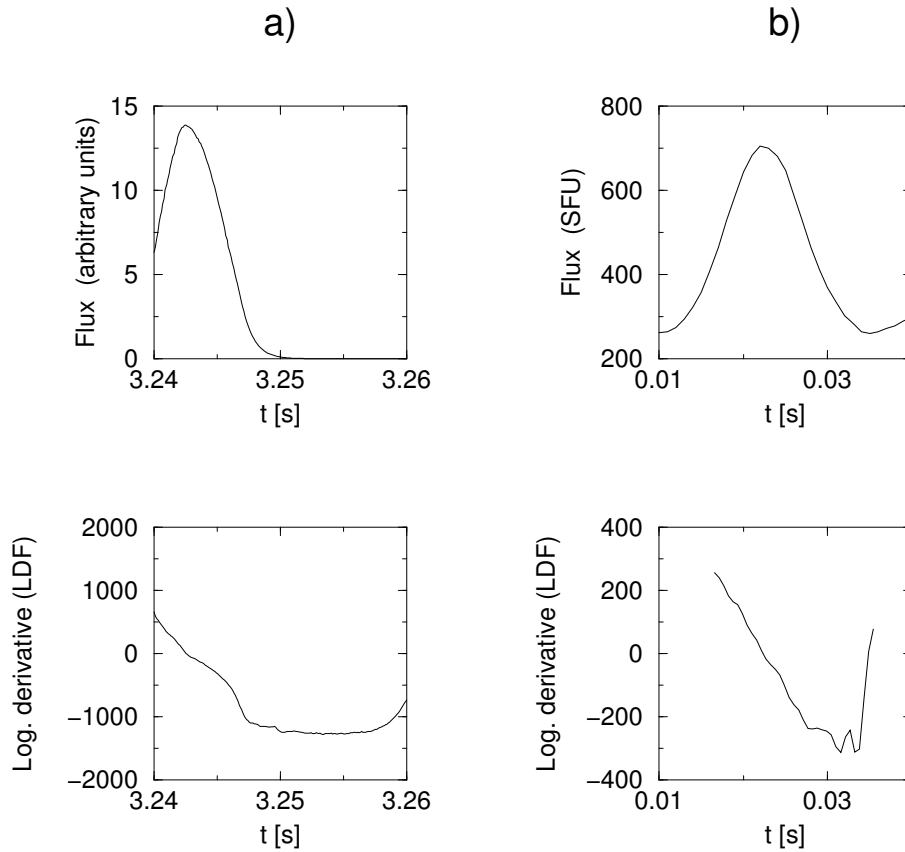 a)
b)
15
10
5
0
3.24
3.25
3.26
t [s]
Flux (arbitrary units)
800
600
400
200
0.01
0.03
t [s]
Flux (SFU)
2000
1000
0
−1000
−2000
3.24
3.25
3.26
t [s]
Log. derivative (LDF)
400
200
0
−200
−400
0.01
0.03
t [s]
Log. derivative (LDF)